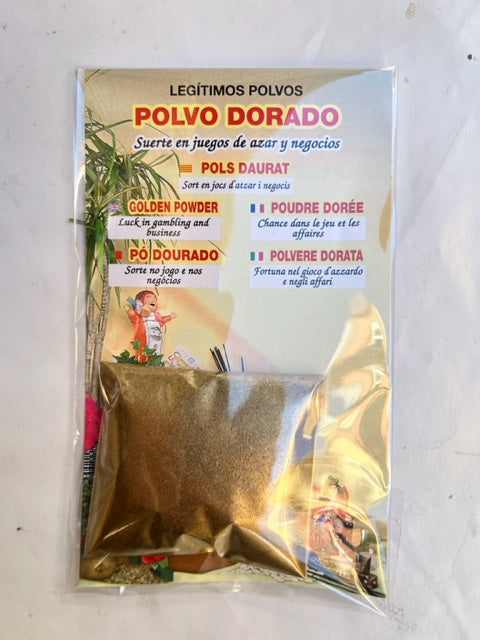 LEGÍTIMOS POLVOS
POLVO DORADO
Suerte en juegos de azar y negocios
POLS DAURAT
Sort en jocs d'atzar i negocis
GOLDEN POWDER
Luck in gambling and
business
POUDRE DORÉE
Chance dans le jeu et les
affaires
PÓ DOURADO
Sorte no jogo e nos
negócios
POLVERE DORATA
Fortuna nel gioco d'azzardo
e negli affari